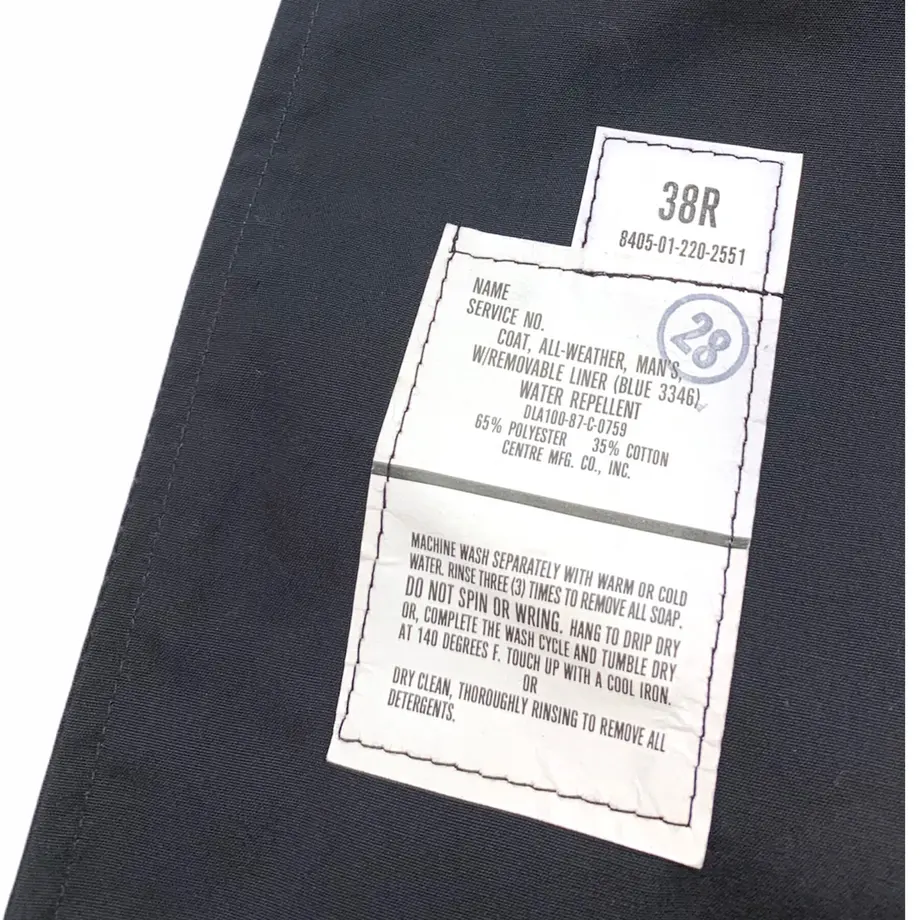 38R
8405-01-220-2551
NAME
SERVICE NO.
28
COAT, ALL-WEATHER, MAN'S,
W/REMOVABLE LINER (BLUE 3346),
WATER REPELLENT
DLA100-87-C-0759
65% POLYESTER 35% COTTON
CENTRE MFG. CO., INC.
MACHINE WASH SEPARATELY WITH WARM OR COLD
WATER. RINSE THREE (3) TIMES TO REMOVE ALL SOAP.
DO NOT SPIN OR WRING. HANG TO DRIP DRY
OR, COMPLETE THE WASH CYCLE AND TUMBLE DRY
AT 140 DEGREES F. TOUCH UP WITH A COOL IRON.
OR
DRY CLEAN, THOROUGHLY RINSING TO REMOVE ALL
DETERGENTS.